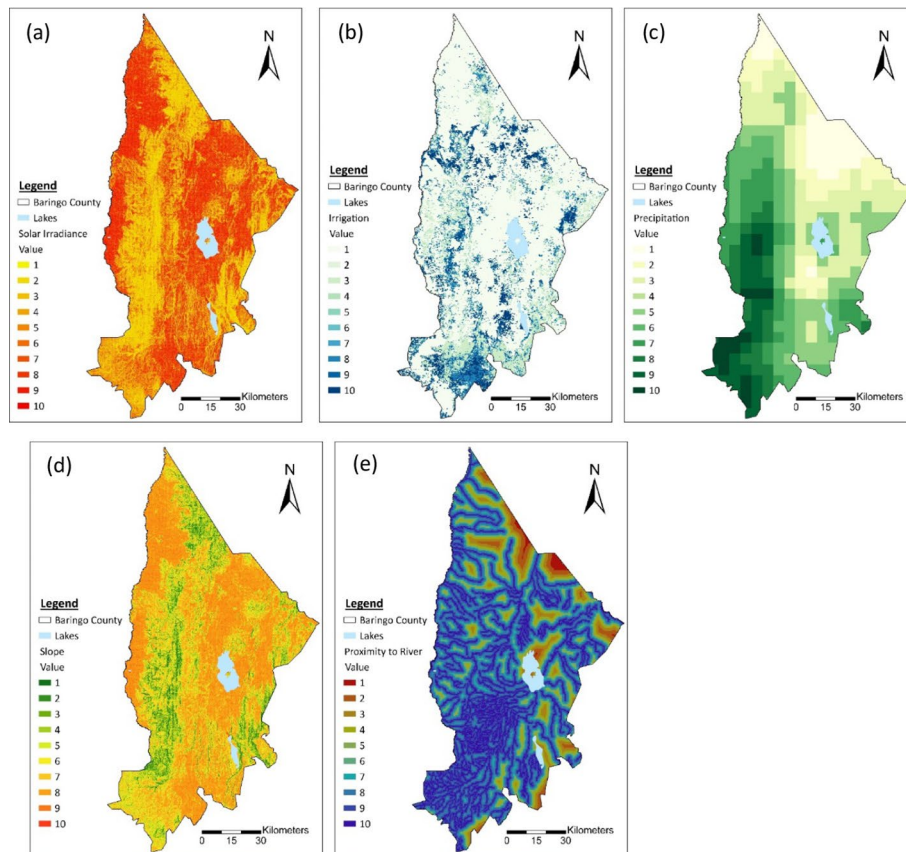 (a)
N
Legend
Baringo County
Lakes
Solar Irradiance
Value
1
2
3
4
5
6
7
8
9
10
Kilometers
0 15 30
(b)
N
Legend
Baringo County
Lakes
Irrigation
Value
1
2
3
4
5
6
7
8
9
10
Kilometers
0 15 30
(c)
N
Legend
Baringo County
Lakes
Precipitation
Value
1
2
3
4
5
6
7
8
9
10
Kilometers
0 15 30
(d)
N
Legend
Baringo County
Lakes
Slope
Value
1
2
3
4
5
6
7
8
9
10
Kilometers
0 15 30
(e)
N
Legend
Baringo County
Lakes
Proximity to River
Value
1
2
3
4
5
6
7
8
9
10
Kilometers
0 15 30